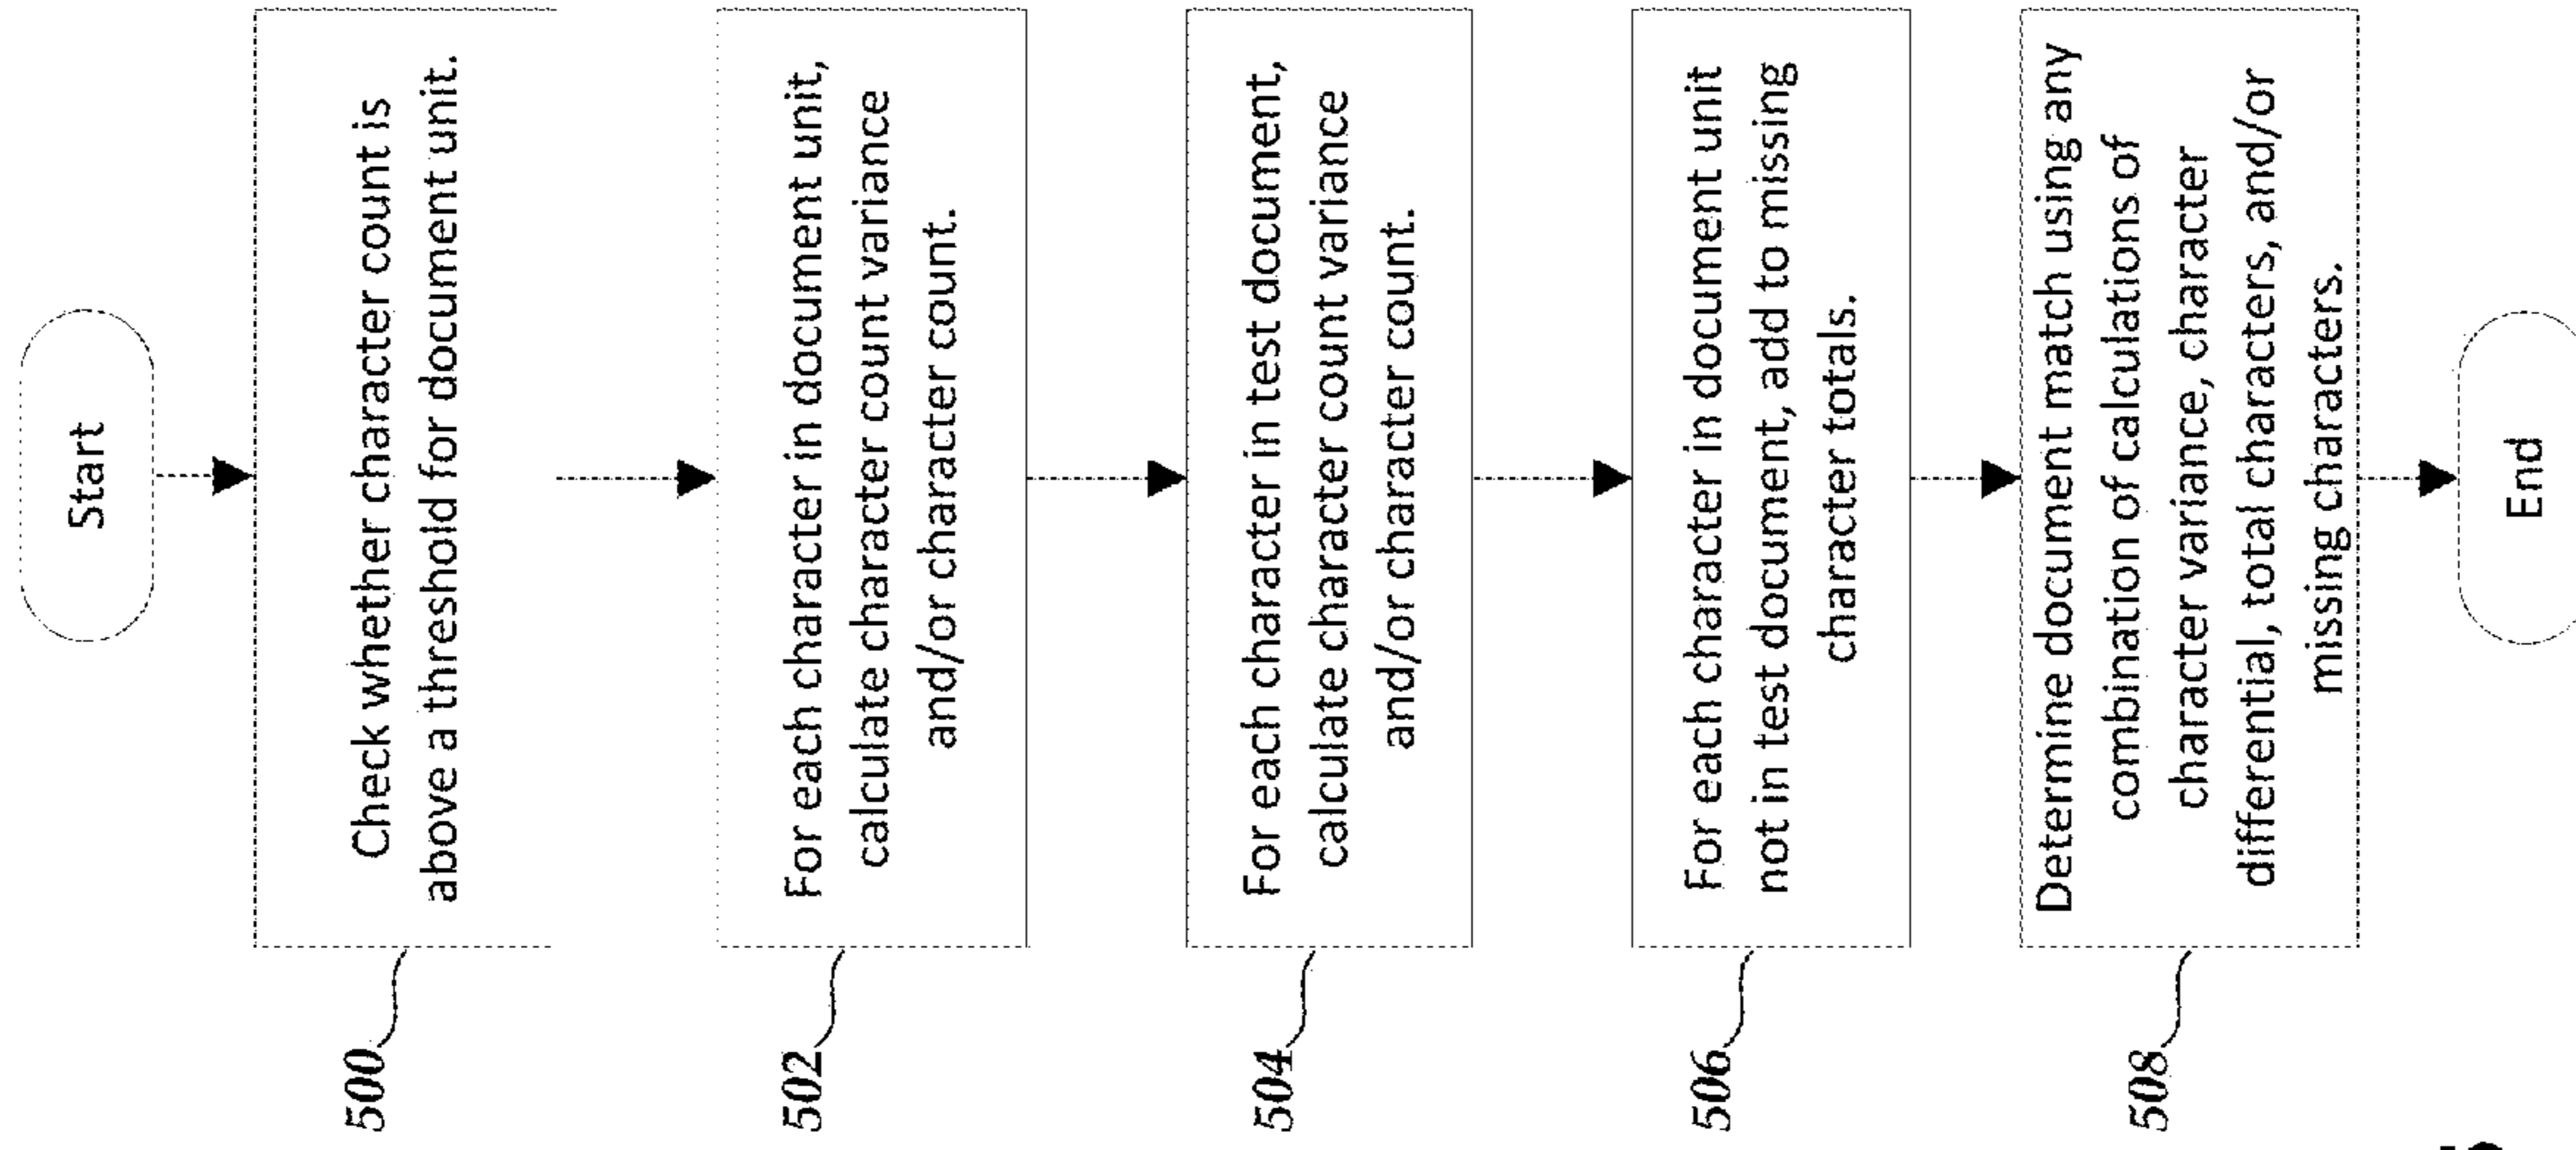 Start
500
Check whether character count is
above a threshold for document unit.
502
For each character in document unit,
calculate character count variance
and/or character count.
504
For each character in test document,
calculate character count variance
and/or character count.
506
For each character in document unit
not in test document, add to missing
character totals.
508
Determine document match using any
combination of calculations of
character variance, character
differential, total characters, and/or
missing characters.
End